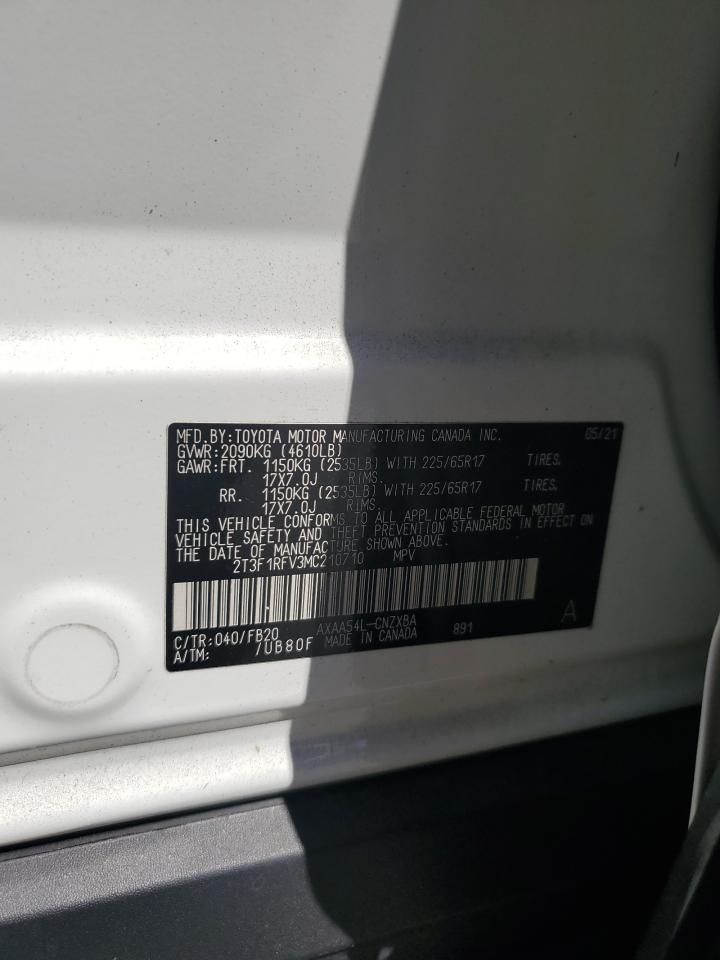 MFD. BY: TOYOTA MOTOR MANUFACTURING CANADA INC. 05/21
GVWR: 2090KG (4610LB)
GAWR: FRT. 1150KG (2535LB) WITH 225/65R17 TIRES,
17X7.0J RIMS.
RR. 1150KG (2535LB) WITH 225/65R17 TIRES,
17X7.0J RIMS.
THIS VEHICLE CONFORMS TO ALL APPLICABLE FEDERAL MOTOR
VEHICLE SAFETY AND THEFT PREVENTION STANDARDS IN EFFECT ON
THE DATE OF MANUFACTURE SHOWN ABOVE.
2T3F1RFV3MC210710 MPV
C/TR: 040/FB20 AXAA54L-CNZXBA 891 A
A/TM: /UB80F MADE IN CANADA